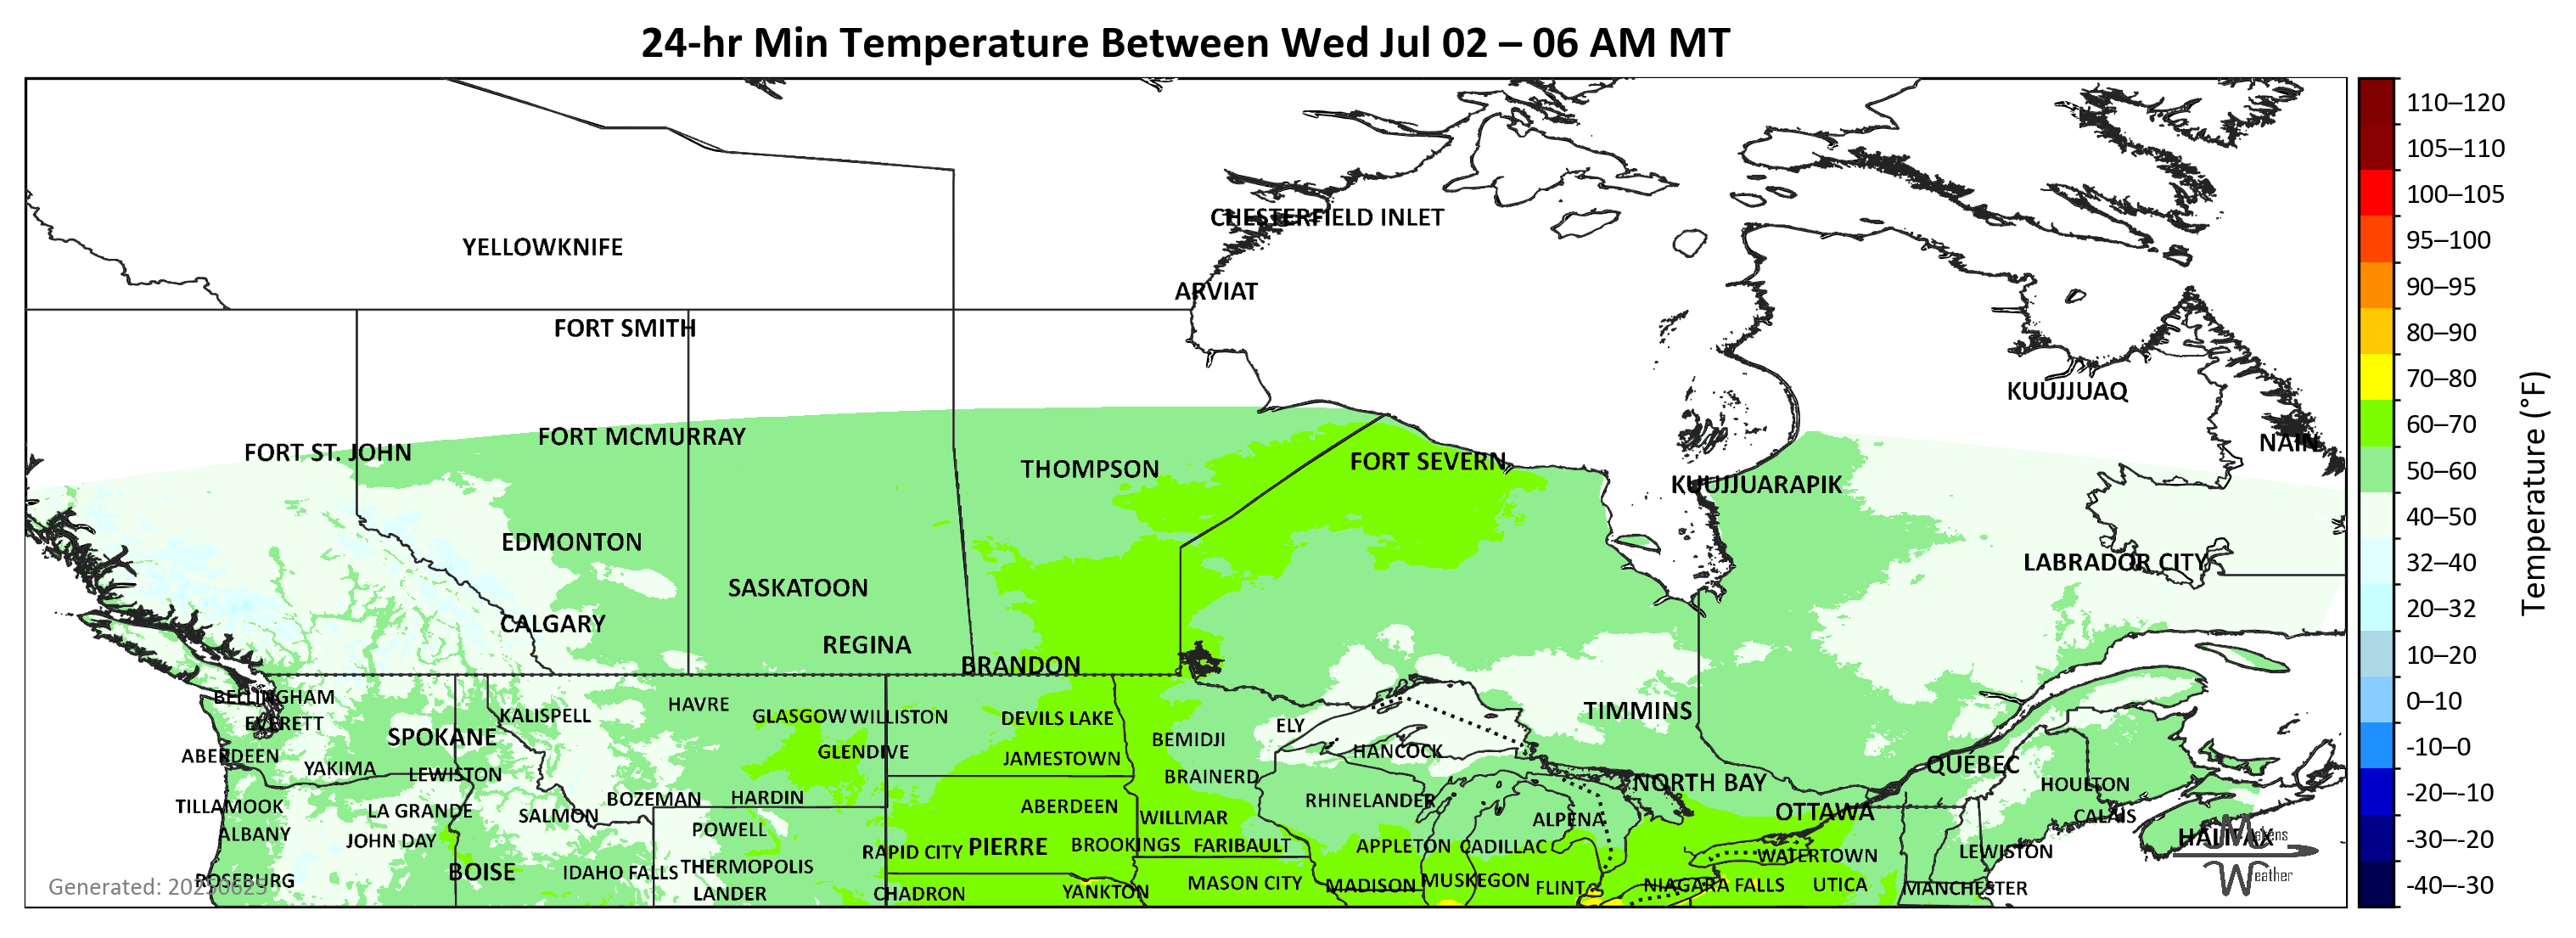 24-hr Min Temperature Between Wed Jul 02 – 06 AM MT
110–120
105–110
CHESTERFIELD INLET
100–105
YELLOWKNIFE
95–100
ARVIAT
90–95
FORT SMITH
80–90
KUUJJUAQ
70–80
FORT MCMURRAY
60–70
FORT ST. JOHN
NAIN
THOMPSON
FORT SEVERN
50–60
KUUJJUARAPIK
40–50
Temperature (°F)
EDMONTON
LABRADOR CITY
32–40
SASKATOON
20–32
CALGARY
REGINA
BRANDON
10–20
BELLINGHAM
HAVRE
0–10
KALISPELL
GLASGOW
WILLISTON
DEVILS LAKE
TIMMINS
EVERETT
ELY
SPOKANE
BEMIDJI
-10–0
ABERDEEN
GLENDIVE
JAMESTOWN
HANCOCK
QUÉBEC
YAKIMA
LEWISTON
BRAINERD
NORTH BAY
HOULTON
-20–-10
BOZEMAN
HARDIN
RHINELANDER
TILLAMOOK
LA GRANDE
SALMON
ABERDEEN
WILLMAR
ALPENA
OTTAWA
CALAIS
ALBANY
JOHN DAY
POWELL
HALIFAX
Makens
-30–-20
RAPID CITY
PIERRE
BROOKINGS
FARIBAULT
APPLETON
CADILLAC
WATERTOWN
LEWISTON
BOISE
IDAHO FALLS
THERMOPOLIS
Weather
ROSEBURG
MASON CITY
MADISON
MUSKEGON
FLINT
NIAGARA FALLS
UTICA
MANCHESTER
-40–-30
LANDER
CHADRON
YANKTON
Generated: 20250625